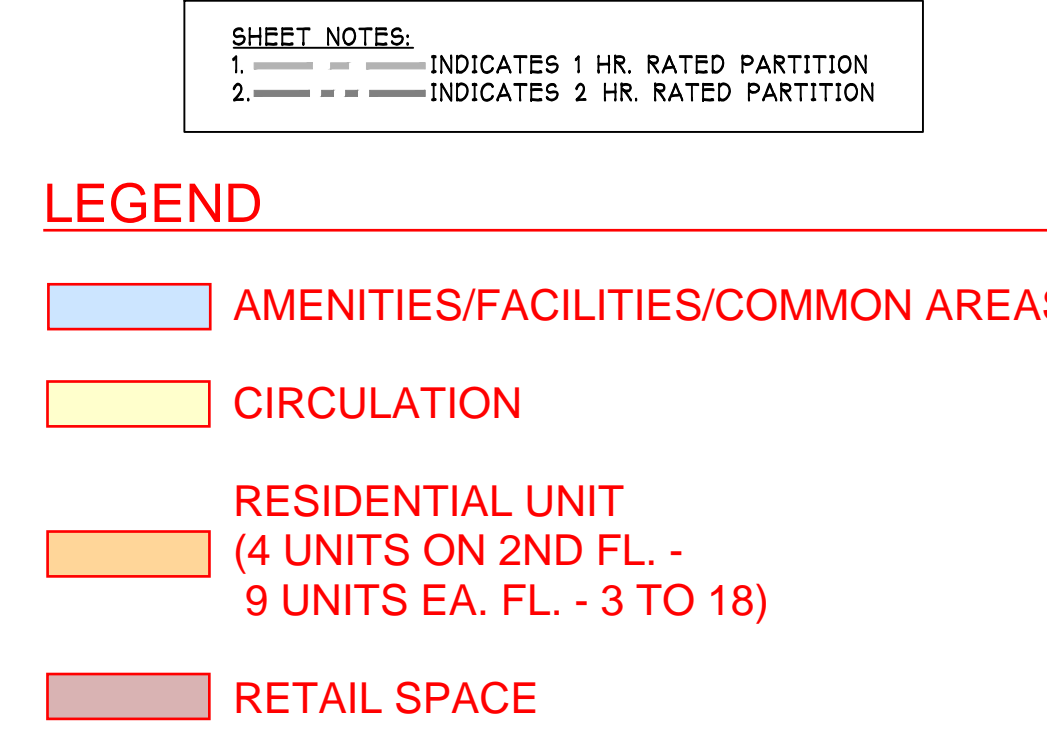 SHEET NOTES:
1. INDICATES 1 HR. RATED PARTITION
2. INDICATES 2 HR. RATED PARTITION
LEGEND
AMENITIES/FACILITIES/COMMON AREAS
CIRCULATION
RESIDENTIAL UNIT
(4 UNITS ON 2ND FL. -
9 UNITS EA. FL. - 3 TO 18)
RETAIL SPACE